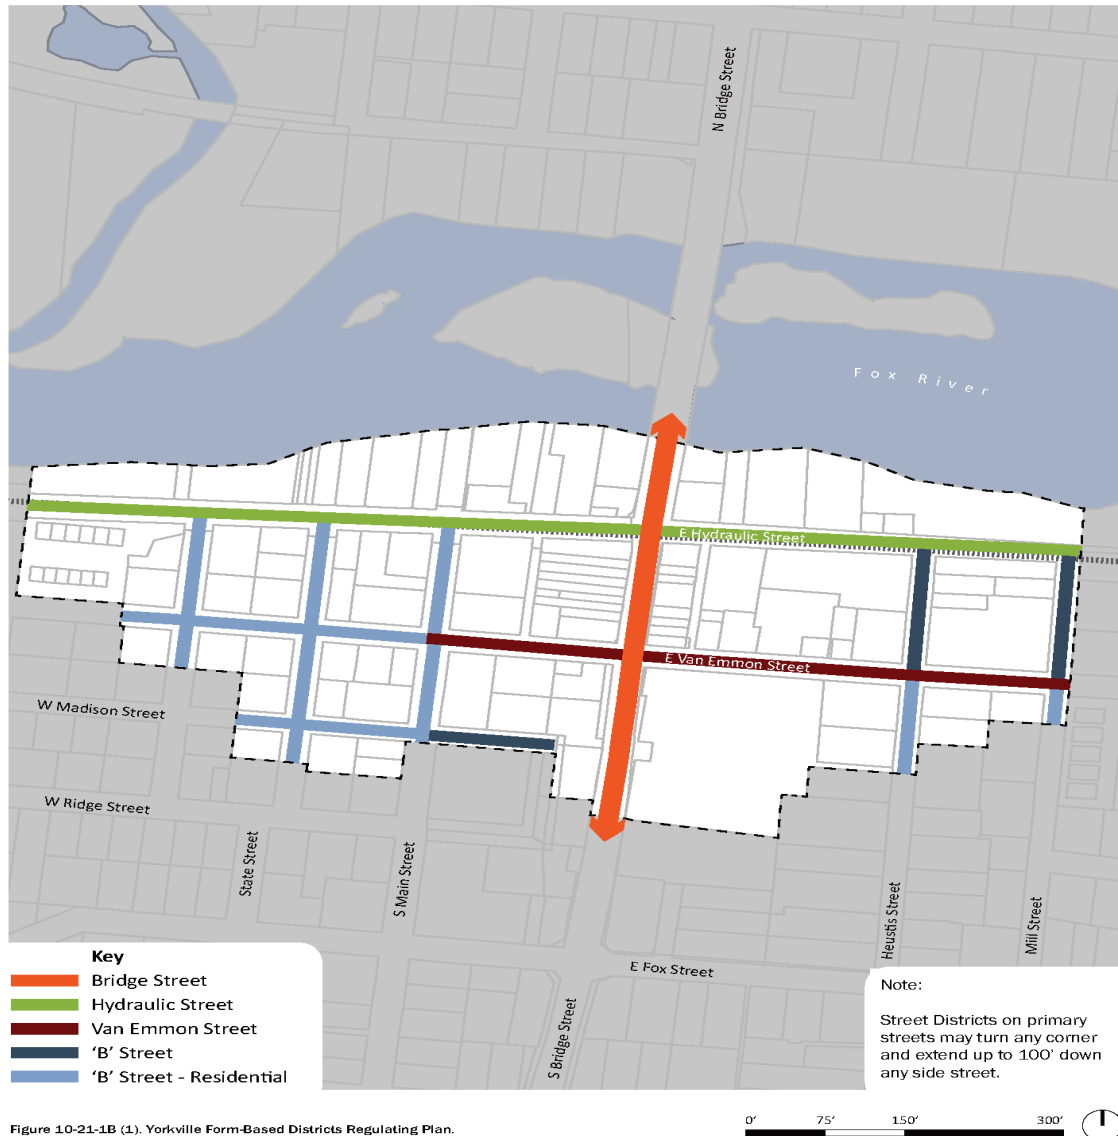 N Bridge Street
Fox River
E Hydraulic Street
E Van Emmon Street
W Madison Street
W Ridge Street
State Street
S Main Street
Heustis Street
Mill Street
E Fox Street
S Bridge Street
Key
Bridge Street
Hydraulic Street
Van Emmon Street
‘B’ Street
‘B’ Street - Residential
Note:
Street Districts on primary
streets may turn any corner
and extend up to 100’ down
any side street.
Figure 10-21-1B (1). Yorkville Form-Based Districts Regulating Plan.
0’ 75’ 150’ 300’